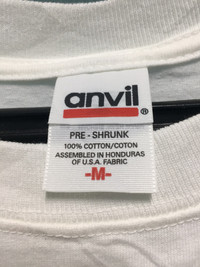 anvil®
PRE-SHRUNK
100% COTTON/COTON
ASSEMBLED IN HONDURAS
OF U.S.A. FABRIC
-M-